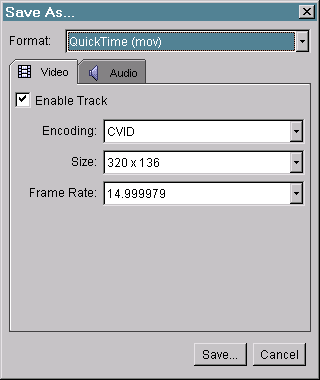 Save As...
Format: QuickTime (mov)
Video Audio
Enable Track
Encoding: CVID
Size: 320 x 136
Frame Rate: 14.999979
Save... Cancel